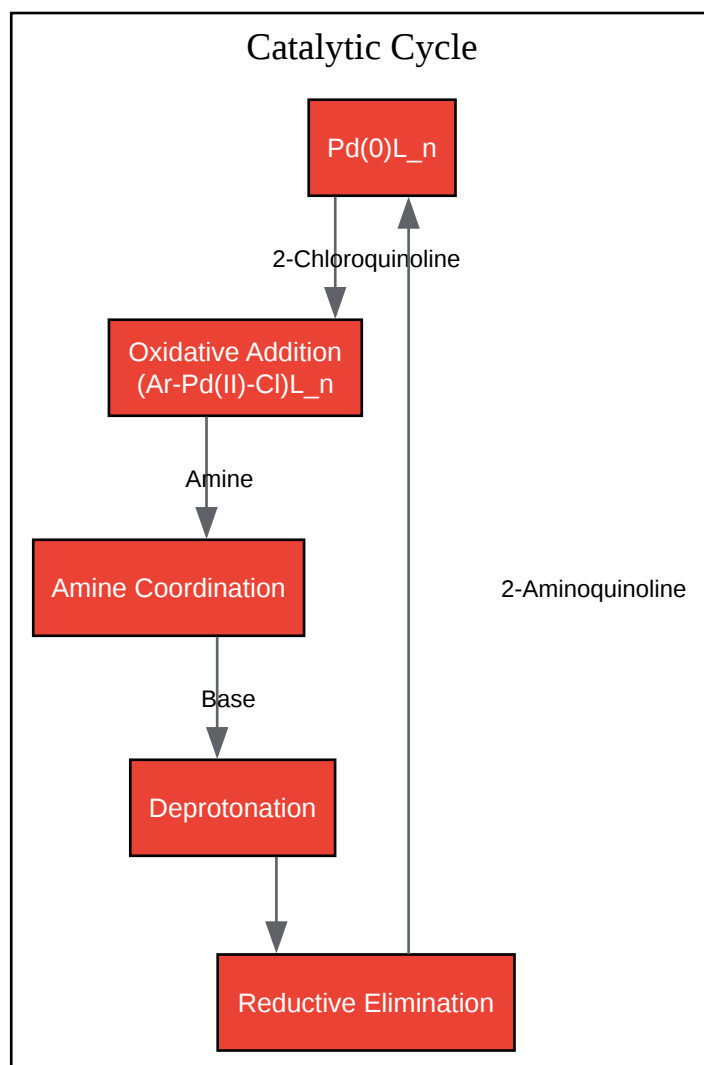 Catalytic Cycle
Pd(0)L_n
2-Chloroquinoline
Oxidative Addition
(Ar-Pd(II)-Cl)L_n
Amine
Amine Coordination
2-Aminoquinoline
Base
Deprotonation
Reductive Elimination